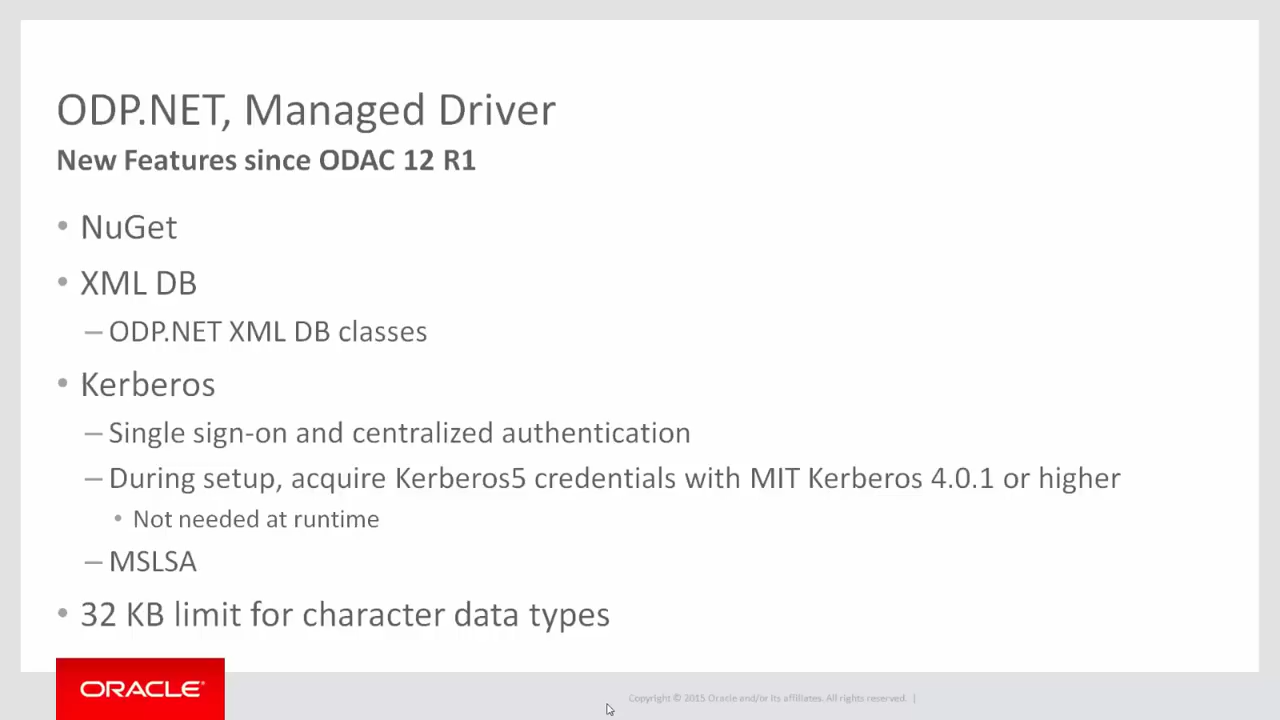 ODP.NET, Managed Driver
New Features since ODAC 12 R1
• NuGet
• XML DB
– ODP.NET XML DB classes
• Kerberos
– Single sign-on and centralized authentication
– During setup, acquire Kerberos5 credentials with MIT Kerberos 4.0.1 or higher
• Not needed at runtime
– MSLSA
• 32 KB limit for character data types
ORACLE®
Copyright © 2015 Oracle and/or its affiliates. All rights reserved. |